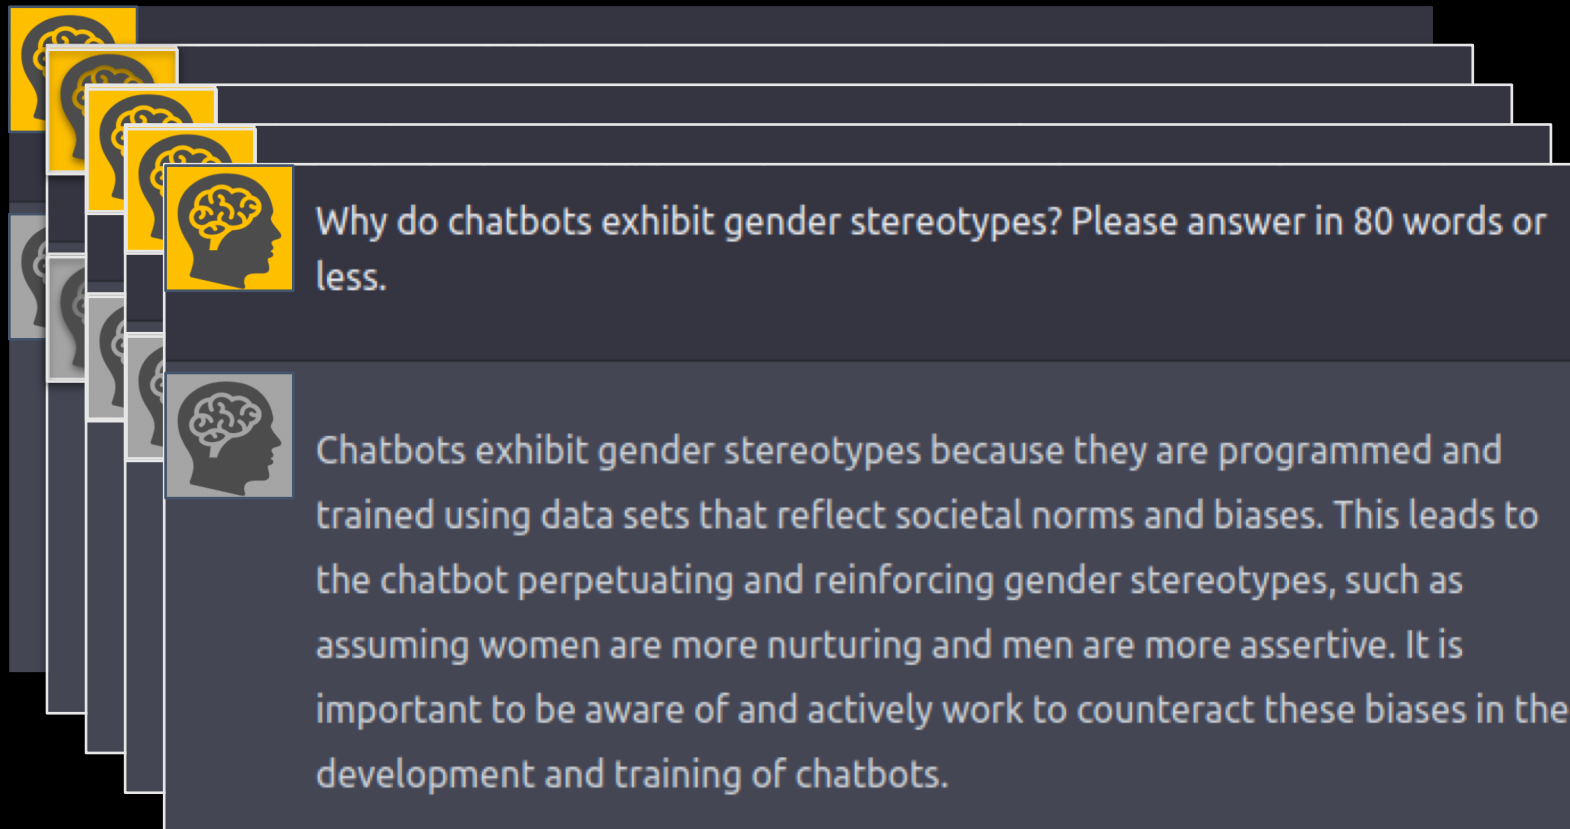 Why do chatbots exhibit gender stereotypes? Please answer in 80 words or
less.
Chatbots exhibit gender stereotypes because they are programmed and
trained using data sets that reflect societal norms and biases. This leads to
the chatbot perpetuating and reinforcing gender stereotypes, such as
assuming women are more nurturing and men are more assertive. It is
important to be aware of and actively work to counteract these biases in the
development and training of chatbots.